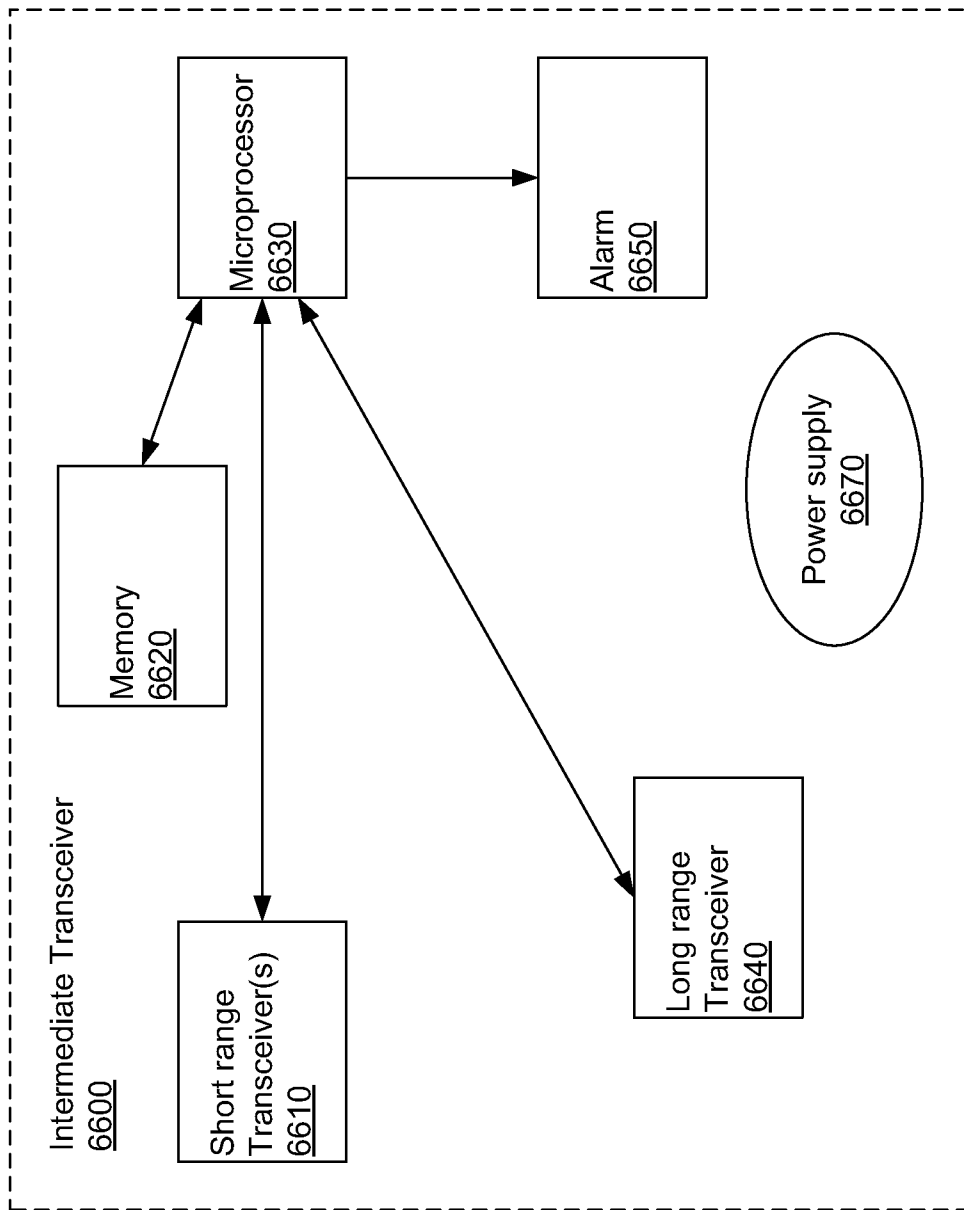 Intermediate Transceiver
6600
Memory
6620
Short range
Transceiver(s)
6610
Microprocessor
6630
Long range
Transceiver
6640
Alarm
6650
Power supply
6670